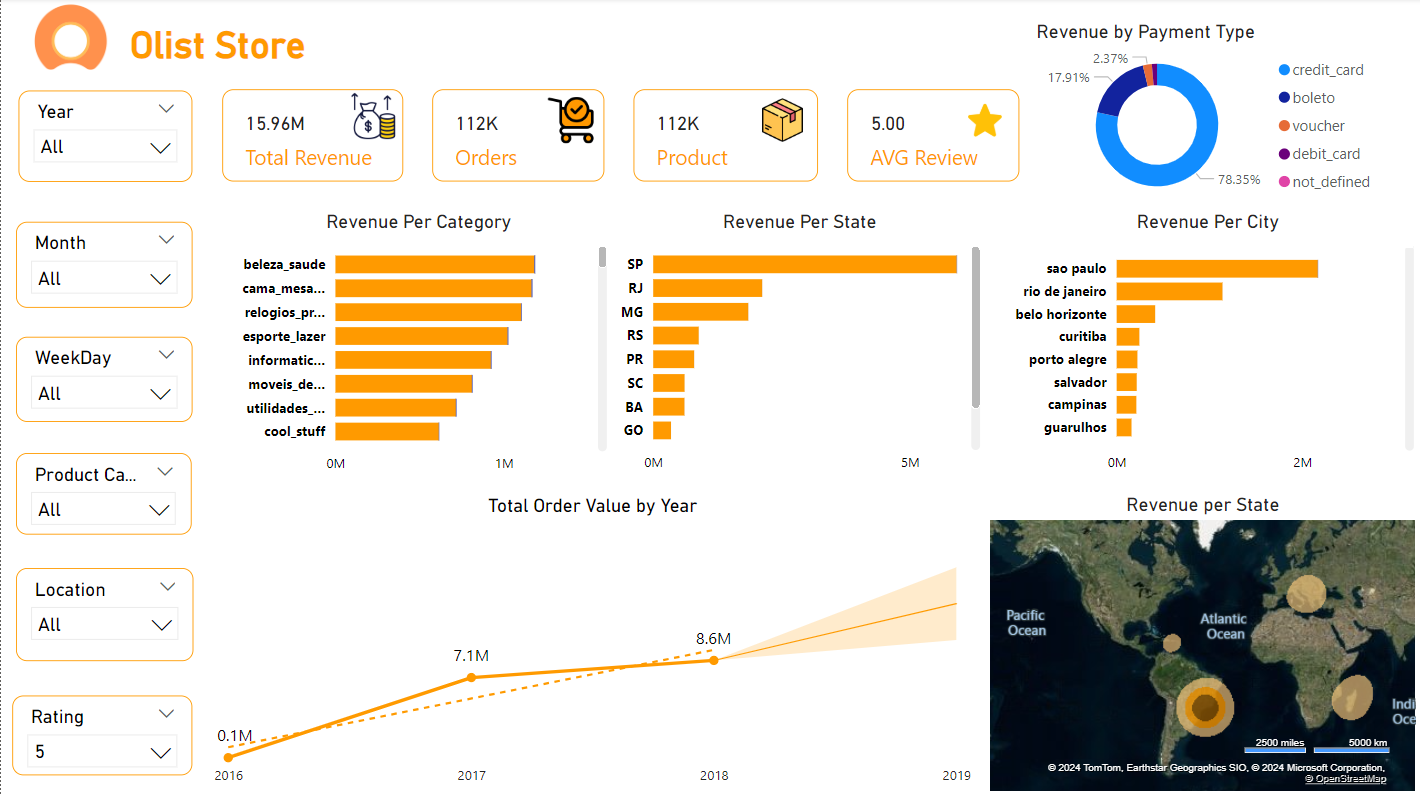 Olist Store
Year
All
Month
All
WeekDay
All
Product Ca...
All
Location
All
Rating
5
15.96M
Total Revenue
112K
Orders
112K
Product
5.00
AVG Review
Revenue by Payment Type
2.37%
17.91%
78.35%
credit_card
boleto
voucher
debit_card
not_defined
Revenue Per Category
beleza_saude
cama_mesa...
relogios_pr...
esporte_lazer
informatic...
moveis_de...
utilidades_...
cool_stuff
0M 1M
Revenue Per State
SP
RJ
MG
RS
PR
SC
BA
GO
0M 5M
Revenue Per City
sao paulo
rio de janeiro
belo horizonte
curitiba
porto alegre
salvador
campinas
guarulhos
0M 2M
Total Order Value by Year
0.1M
7.1M
8.6M
2016 2017 2018 2019
Revenue per State
Pacific
Ocean
Atlantic
Ocean
Indi
Oce
2500 miles 5000 km
© 2024 TomTom, Earthstar Geographics SIO, © 2024 Microsoft Corporation,
© OpenStreetMap